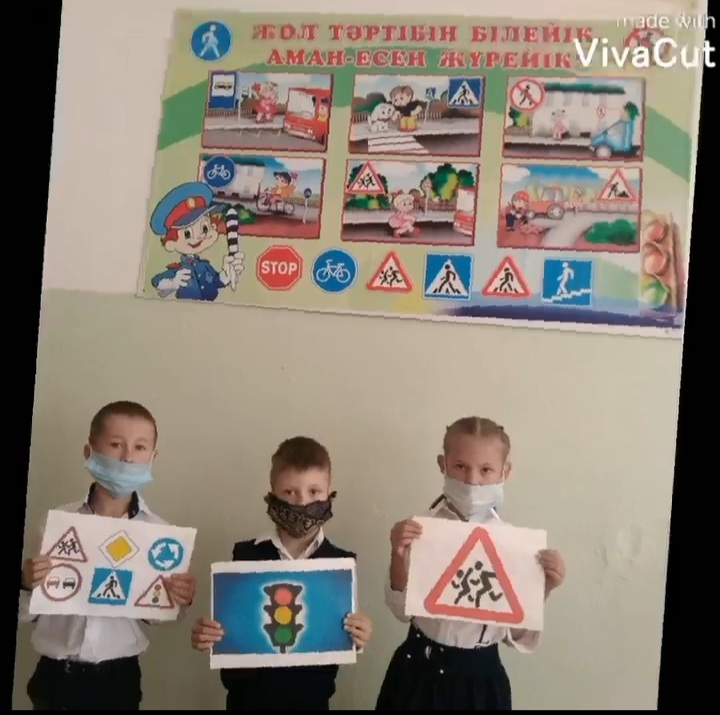 made with
VivaCut
ЖОЛ ТӘРТІБІН БІЛЕЙІК,
АМАН-ЕСЕН ЖҮРЕЙІК
STOP